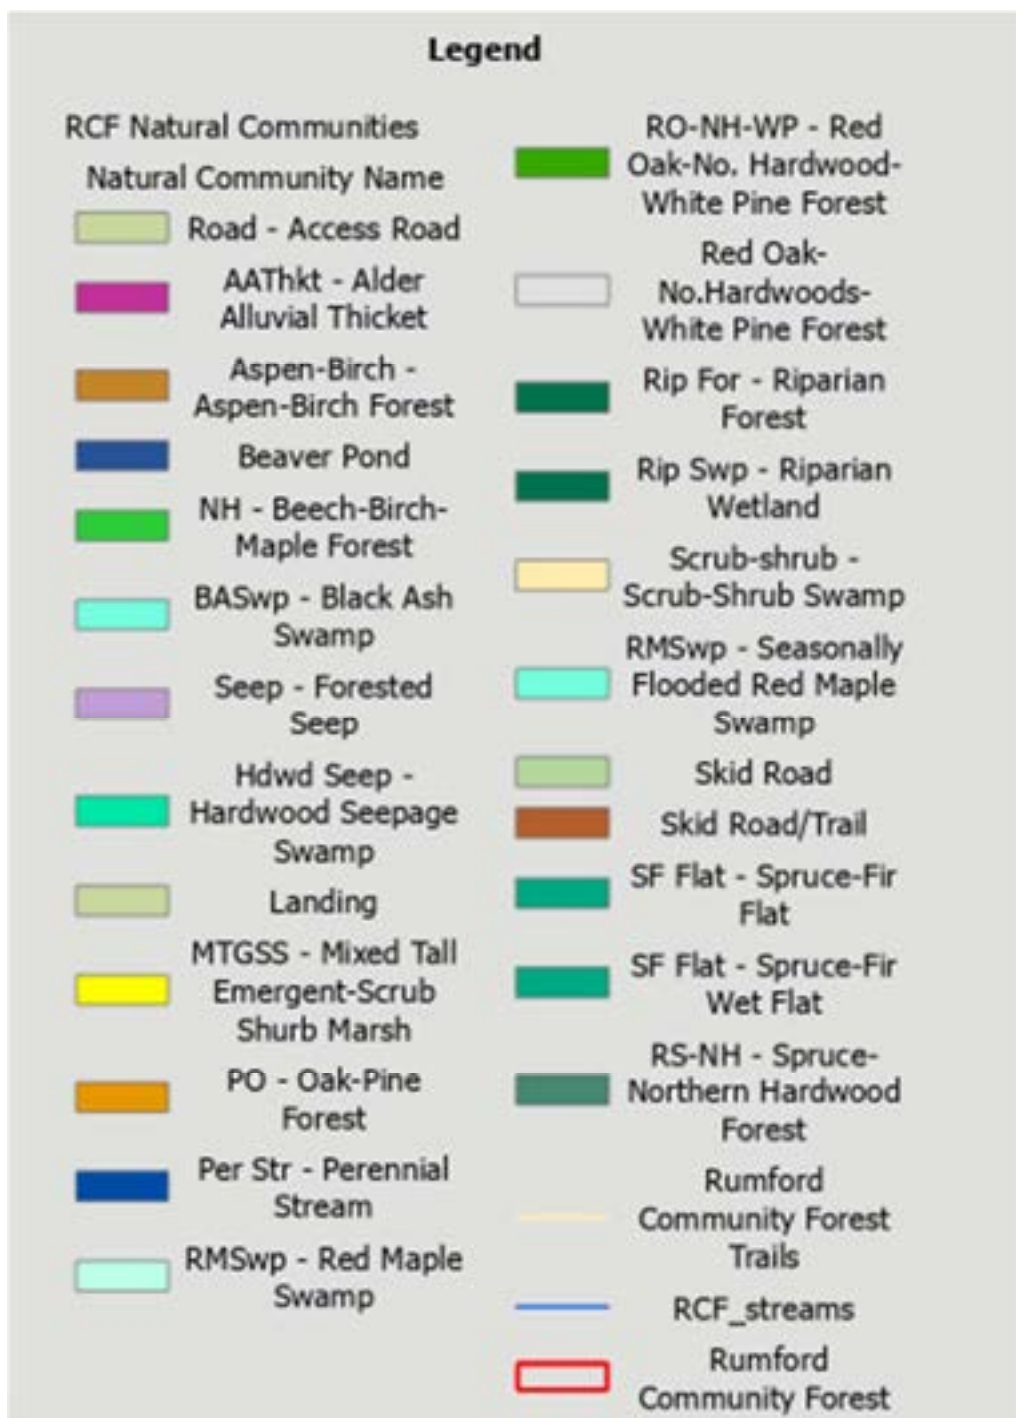 Legend
RCF Natural Communities
Natural Community Name
Road - Access Road
AAThkt - Alder
Alluvial Thicket
Aspen-Birch -
Aspen-Birch Forest
Beaver Pond
NH - Beech-Birch-
Maple Forest
BASwp - Black Ash
Swamp
Seep - Forested
Seep
Hdwd Seep -
Hardwood Seepage
Swamp
Landing
MTGSS - Mixed Tall
Emergent-Scrub
Shurb Marsh
PO - Oak-Pine
Forest
Per Str - Perennial
Stream
RMSwp - Red Maple
Swamp
RO-NH-WP - Red
Oak-No. Hardwood-
White Pine Forest
Red Oak-
No.Hardwoods-
White Pine Forest
Rip For - Riparian
Forest
Rip Swp - Riparian
Wetland
Scrub-shrub -
Scrub-Shrub Swamp
RMSwp - Seasonally
Flooded Red Maple
Swamp
Skid Road
Skid Road/Trail
SF Flat - Spruce-Fir
Flat
SF Flat - Spruce-Fir
Wet Flat
RS-NH - Spruce-
Northern Hardwood
Forest
Rumford
Community Forest
Trails
RCF_streams
Rumford
Community Forest